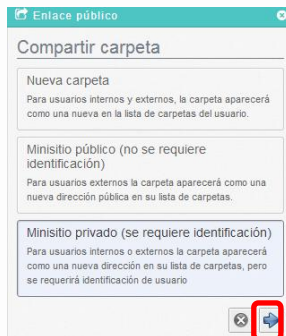 Enlace público
Compartir carpeta
Nueva carpeta
Para usuarios internos y externos, la carpeta aparecerá
como una nueva en la lista de carpetas del usuario.
Minisitio público (no se requiere
identificación)
Para usuarios externos la carpeta aparecerá como una
nueva dirección pública en su lista de carpetas.
Minisitio privado (se requiere identificación)
Para usuarios internos o externos la carpeta aparecerá
como una nueva dirección en su lista de carpetas, pero
se requerirá identificación de usuario